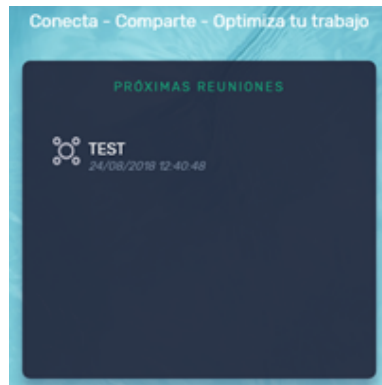 Conecta - Comparte - Optimiza tu trabajo
PRÓXIMAS REUNIONES
TEST
24/08/2018 12:40:48